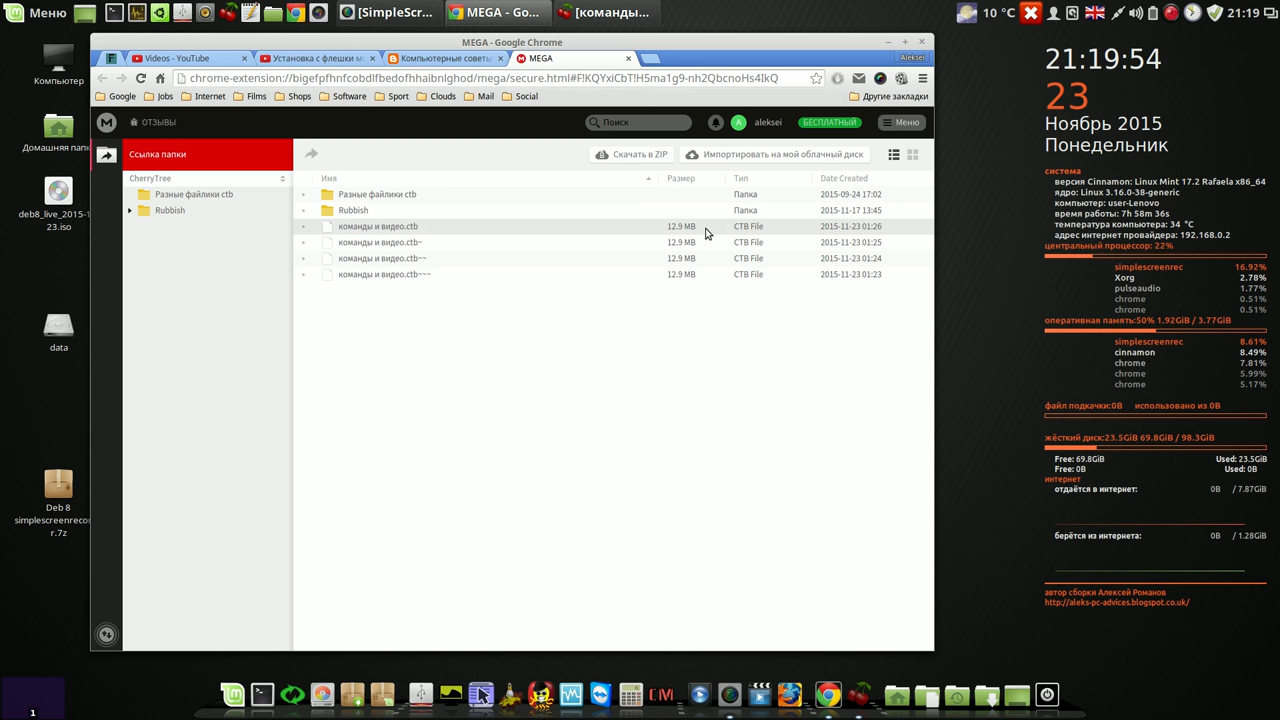 Меню
[SimpleScr...
MEGA - Go...
[команды...
10 °C
21:19
MEGA - Google Chrome
Videos - YouTube
Установка с флешки м
Компьютерные советы
MEGA
Aleksei
chrome-extension://bigefpfhnfcobdlfbedofhhaibnlghod/mega/secure.html#F!KQYxiCbT!H5ma1g9-nh2QbcnoHs4IkQ
Google
Jobs
Internet
Films
Shops
Software
Sport
Clouds
Mail
Social
Другие закладки
ОТЗЫВЫ
Поиск
A
aleksei
БЕСПЛАТНЫЙ
Меню
Ссылка папки
Скачать в ZIP
Импортировать на мой облачный диск
CherryTree
Имя
Размер
Тип
Date Created
Разные файлики ctb
Rubbish
Разные файлики ctb Папка 2015-09-24 17:02
Rubbish Папка 2015-11-17 13:45
команды и видео.ctb 12.9 MB CTB File 2015-11-23 01:26
команды и видео.ctb~ 12.9 MB CTB File 2015-11-23 01:25
команды и видео.ctb~~ 12.9 MB CTB File 2015-11-23 01:24
команды и видео.ctb~~~ 12.9 MB CTB File 2015-11-23 01:23
Компьютер
Домашняя папк
deb8_live_2015-1
23.iso
data
Deb 8
simplescreenreco
r.7z
21:19:54
23
Ноябрь 2015
Понедельник
система
версия Cinnamon: Linux Mint 17.2 Rafaela x86_64
ядро: Linux 3.16.0-38-generic
компьютер: user-Lenovo
время работы: 7h 58m 36s
температура компьютера: 34 °C
адрес интернет провайдера: 192.168.0.2
центральный процессор: 22%
simplescreenrec 16.92%
Xorg 2.78%
pulseaudio 1.77%
chrome 0.51%
chrome 0.51%
оперативная память:50% 1.92GiB / 3.77GiB
simplescreenrec 8.61%
cinnamon 8.49%
chrome 7.81%
chrome 5.99%
chrome 5.17%
файл подкачки:0B использовано из 0B
жёсткий диск:23.5GiB 69.8GiB / 98.3GiB
Free: 69.8GiB Used: 23.5GiB
Free: 0B Used: 0B
интернет
отдаётся в интернет: 0B / 7.87GiB
берётся из интернета: 0B / 1.28GiB
автор сборки Алексей Романов
http://aleks-pc-advices.blogspot.co.uk/
1